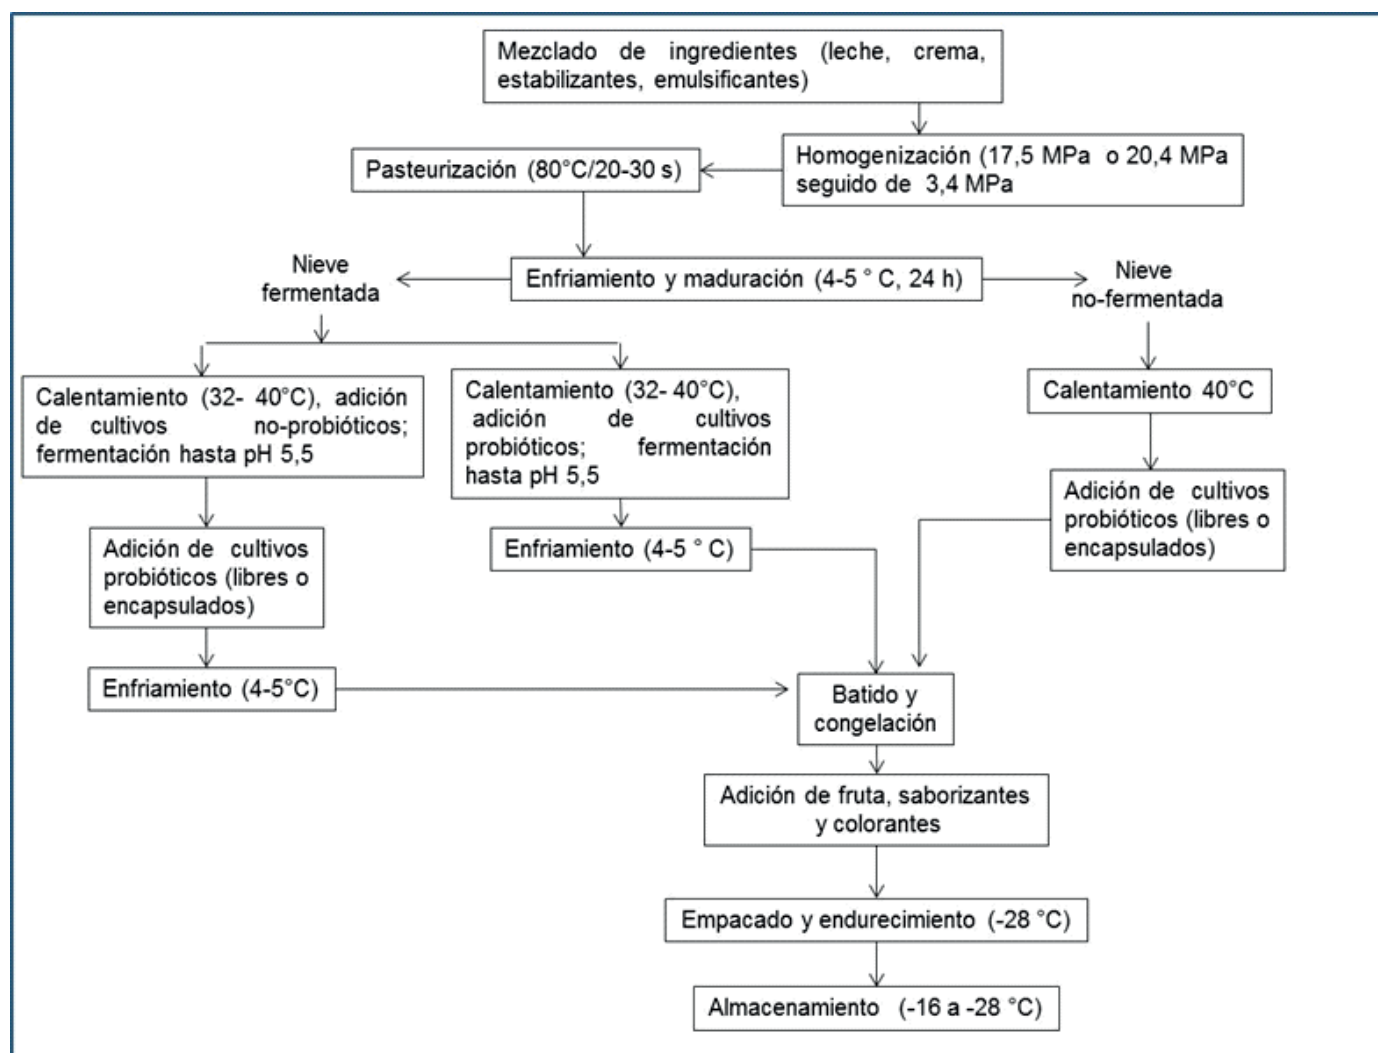 Mezclado de ingredientes (leche, crema,
estabilizantes, emulsificantes)
Homogenización (17,5 MPa o 20,4 MPa
seguido de 3,4 MPa
Pasteurización (80°C/20-30 s)
Enfriamiento y maduración (4-5 ° C, 24 h)
Nieve
fermentada
Nieve
no-fermentada
Calentamiento (32- 40°C), adición
de cultivos no-probióticos;
fermentación hasta pH 5,5
Calentamiento (32- 40°C),
adición de cultivos
probióticos; fermentación
hasta pH 5,5
Calentamiento 40°C
Adición de cultivos
probióticos (libres o
encapsulados)
Enfriamiento (4-5 ° C)
Adición de cultivos
probióticos (libres o
encapsulados)
Enfriamiento (4-5°C)
Batido y
congelación
Adición de fruta, saborizantes
y colorantes
Empacado y endurecimiento (-28 °C)
Almacenamiento (-16 a -28 °C)